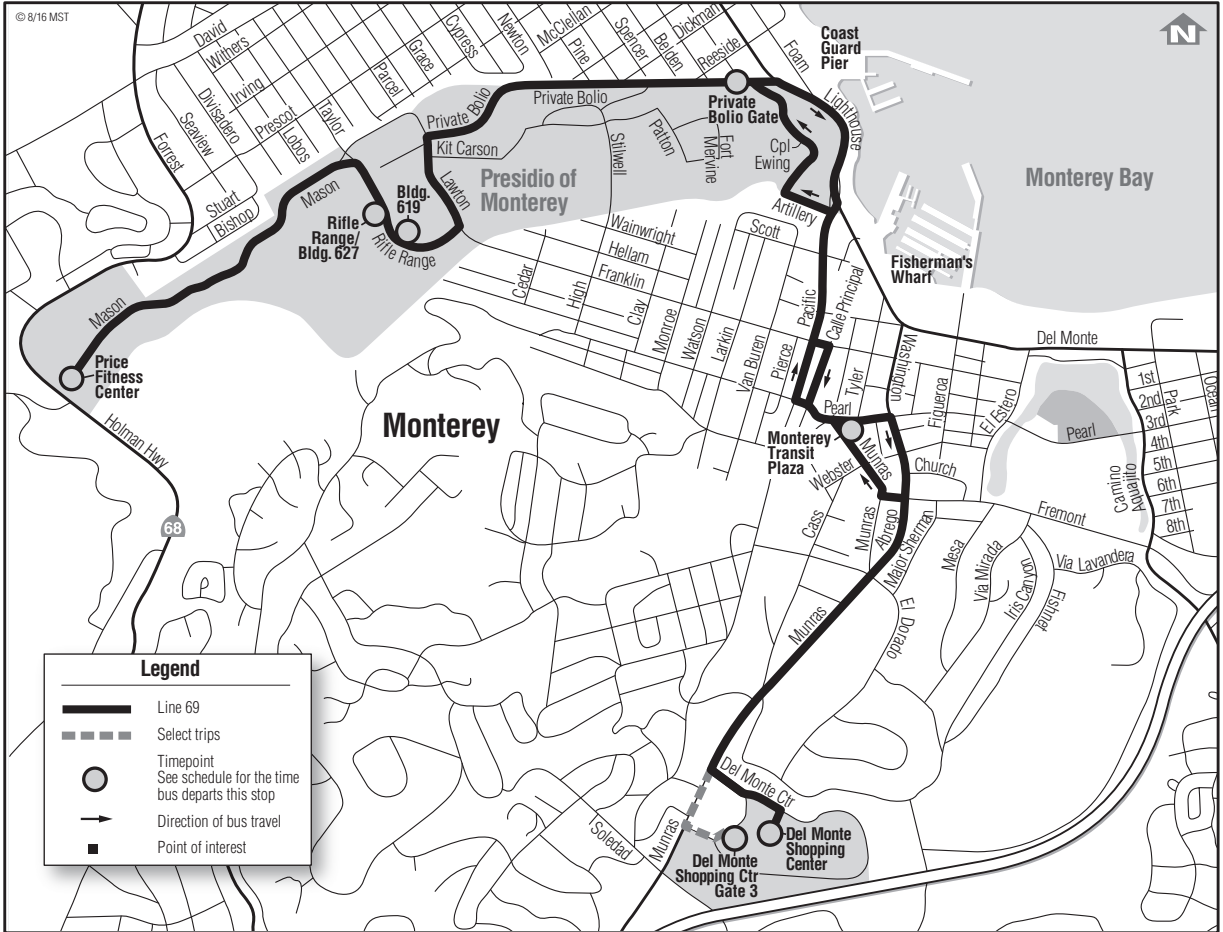 © 8/16 MST
N
David
Withers
Irving
Grace
Parcel
Cypress
Newton
McClellan
Pine
Spencer
Belden
Dickman
Reeside
Foam
Coast
Guard
Pier
Lighthouse
Divisadero
Seaview
Forrest
Prescot
Lobos
Taylor
Stuart
Bishop
Mason
Private Bolio
Private Bolio
Private
Bolio Gate
Kit Carson
Lawton
Stilwell
Patton
Fort
Mervine
Cpl
Ewing
Artillery
Presidio of
Monterey
Bldg.
619
Rifle
Range/
Bldg. 627
Rifle Range
Monterey Bay
Fisherman's
Wharf
Wainwright
Hellam
Franklin
Scott
Cedar
High
Clay
Monroe
Watson
Larkin
Van Buren
Pierce
Pacific
Calle Principal
Tyler
Washington
Figueroa
El Estero
Del Monte
Mason
Price
Fitness
Center
Holman Hwy
68
Monterey
Pearl
Monterey
Transit
Plaza
Munras
Webster
Church
Pearl
1st
2nd
3rd
4th
5th
6th
7th
8th
Park
Ocean
Camino
Aguajito
Cass
Munras
Abrego
Major Sherman
Fremont
Mesa
Via Mirada
Iris Canyon
Fishnet
Via Lavandera
El Dorado
Munras
Del Monte Ctr
Soledad
Munras
Del Monte
Shopping
Center
Del Monte
Shopping Ctr
Gate 3
Legend
Line 69
Select trips
Timepoint
See schedule for the time
bus departs this stop
Direction of bus travel
Point of interest